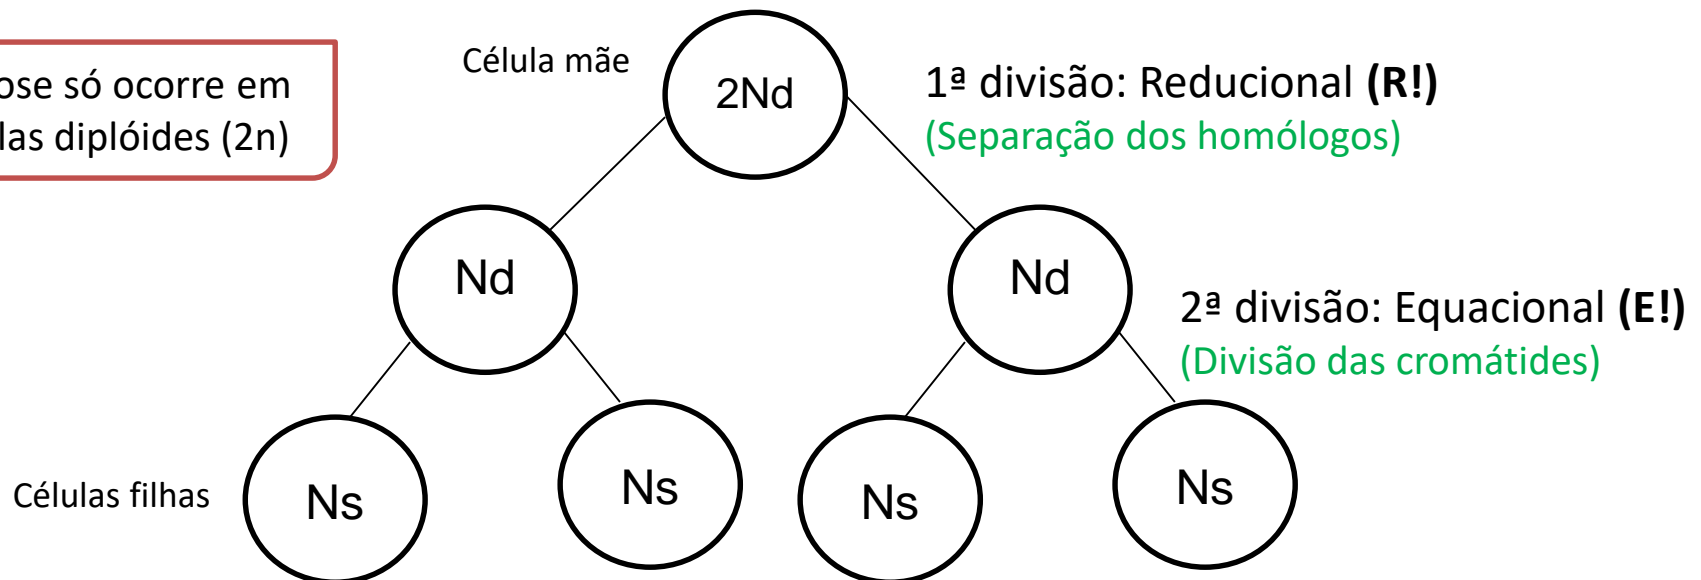 Célula mãe
ose só ocorre em
las diplóides (2n)
2Nd
1ª divisão: Reducional (R!)
(Separação dos homólogos)
Nd
Nd
2ª divisão: Equacional (E!)
(Divisão das cromátides)
Células filhas
Ns
Ns
Ns
Ns